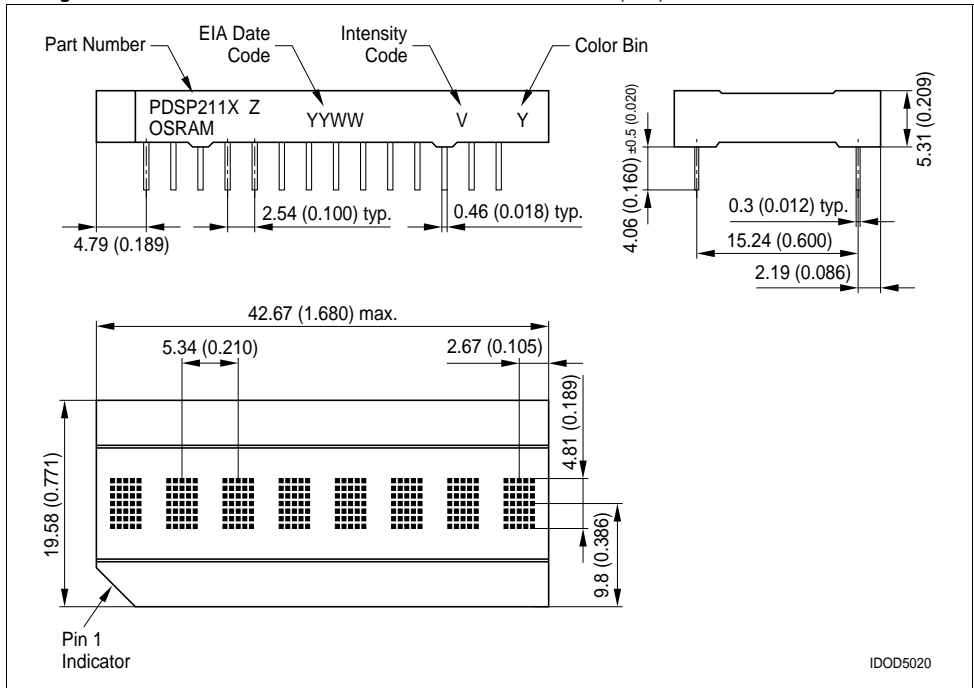 Part Number
EIA Date
Code
Intensity
Code
Color Bin
PDSP211X Z
OSRAM
YYWW
V
Y
4.79 (0.189)
2.54 (0.100) typ.
0.46 (0.018) typ.
4.06 (0.160) ±0.5 (0.020)
5.31 (0.209)
0.3 (0.012) typ.
15.24 (0.600)
2.19 (0.086)
42.67 (1.680) max.
5.34 (0.210)
2.67 (0.105)
4.81 (0.189)
19.58 (0.771)
9.8 (0.386)
Pin 1
Indicator
IDOD5020